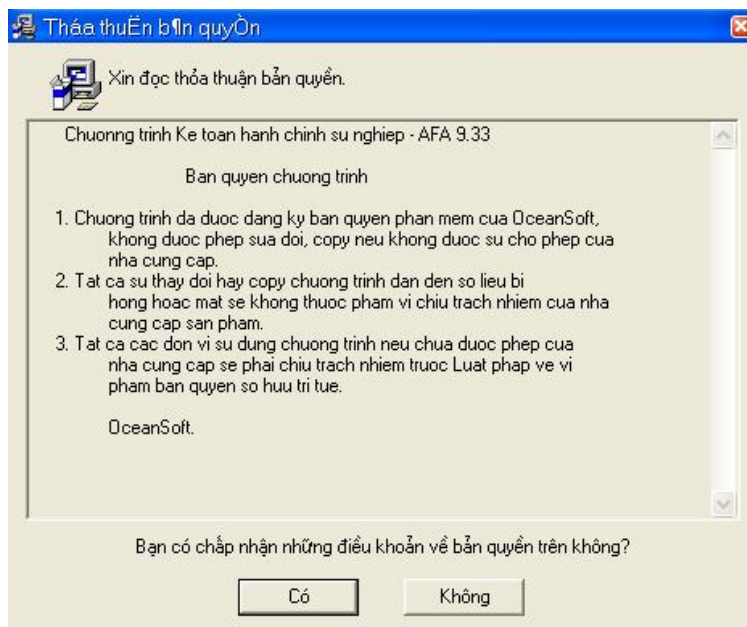 Tháa thuËn b¶n quyÒn
Xin đọc thỏa thuận bản quyền.
Chuonng trinh Ke toan hanh chinh su nghiep - AFA 9.33
Ban quyen chuong trinh
1. Chuong trinh da duoc dang ky ban quyen phan mem cua OceanSoft,
khong duoc phep sua doi, copy neu khong duoc su cho phep cua
nha cung cap.
2. Tat ca su thay doi hay copy chuong trinh dan den so lieu bi
hong hoac mat se khong thuoc pham vi chiu trach nhiem cua nha
cung cap san pham.
3. Tat ca cac don vi su dung chuong trinh neu chua duoc phep cua
nha cung cap se phai chiu trach nhiem truoc Luat phap ve vi
pham ban quyen so huu tri tue.
OceanSoft.
Bạn có chấp nhận những điều khoản về bản quyền trên không?
Có Không